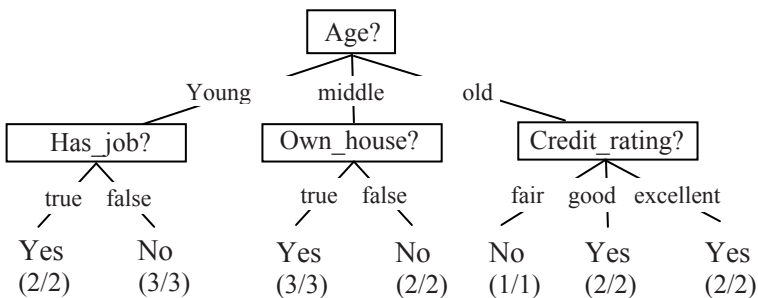 Age?
Young middle old
Has_job? Own_house? Credit_rating?
true false true false fair good excellent
Yes No Yes No No Yes Yes
(2/2) (3/3) (3/3) (2/2) (1/1) (2/2) (2/2)